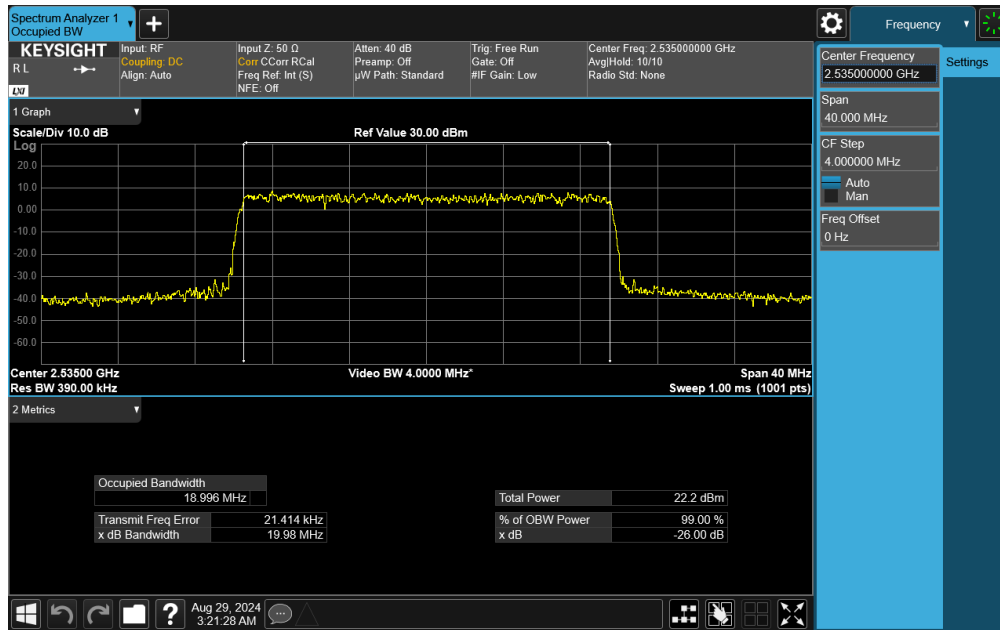 Spectrum Analyzer 1
Occupied BW
Frequency
KEYSIGHT
R L
LXI
Input: RF
Coupling: DC
Align: Auto
Input Z: 50 Ω
Corr CCorr RCal
Freq Ref: Int (S)
NFE: Off
Atten: 40 dB
Preamp: Off
µW Path: Standard
Trig: Free Run
Gate: Off
#IF Gain: Low
Center Freq: 2.535000000 GHz
Avg|Hold: 10/10
Radio Std: None
Center Frequency
2.535000000 GHz
Settings
Span
40.000 MHz
CF Step
4.000000 MHz
Auto
Man
Freq Offset
0 Hz
1 Graph
Scale/Div 10.0 dB
Ref Value 30.00 dBm
Log
20.0
10.0
0.00
-10.0
-20.0
-30.0
-40.0
-50.0
-60.0
Center 2.53500 GHz
Video BW 4.0000 MHz*
Span 40 MHz
Res BW 390.00 kHz
Sweep 1.00 ms (1001 pts)
2 Metrics
Occupied Bandwidth
18.996 MHz
Total Power 22.2 dBm
Transmit Freq Error 21.414 kHz
% of OBW Power 99.00 %
x dB Bandwidth 19.98 MHz
x dB -26.00 dB
?
Aug 29, 2024
3:21:28 AM